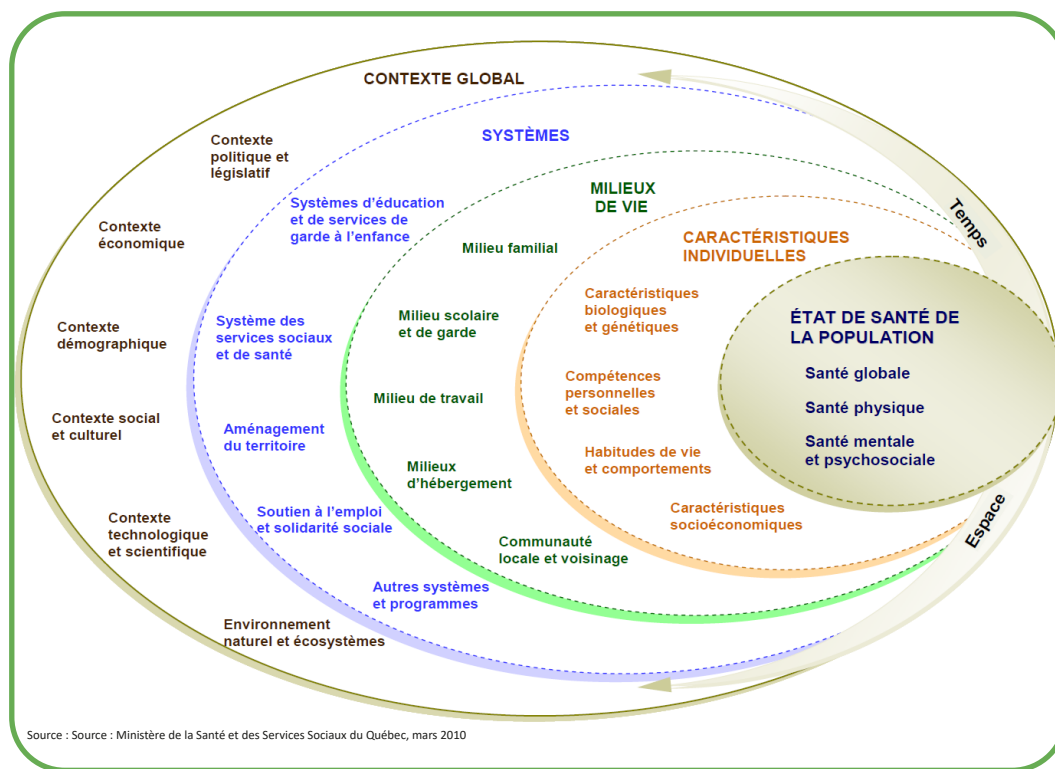 CONTEXTE GLOBAL
Contexte
politique et
législatif
Contexte
économique
Contexte
démographique
Contexte social
et culturel
Contexte
technologique
et scientifique
Environnement
naturel et écosystèmes
SYSTÈMES
Systèmes d'éducation
et de services de
garde à l'enfance
Système des
services sociaux
et de santé
Aménagement
du territoire
Soutien à l'emploi
et solidarité sociale
Autres systèmes
et programmes
MILIEUX
DE VIE
Milieu familial
Milieu scolaire
et de garde
Milieu de travail
Milieux
d'hébergement
Communauté
locale et voisinage
CARACTÉRISTIQUES
INDIVIDUELLES
Caractéristiques
biologiques
et génétiques
Compétences
personnelles
et sociales
Habitudes de vie
et comportements
Caractéristiques
socioéconomiques
Temps
ÉTAT DE SANTÉ DE
LA POPULATION
Santé globale
Santé physique
Santé mentale
et psychosociale
Espace
Source : Source : Ministère de la Santé et des Services Sociaux du Québec, mars 2010